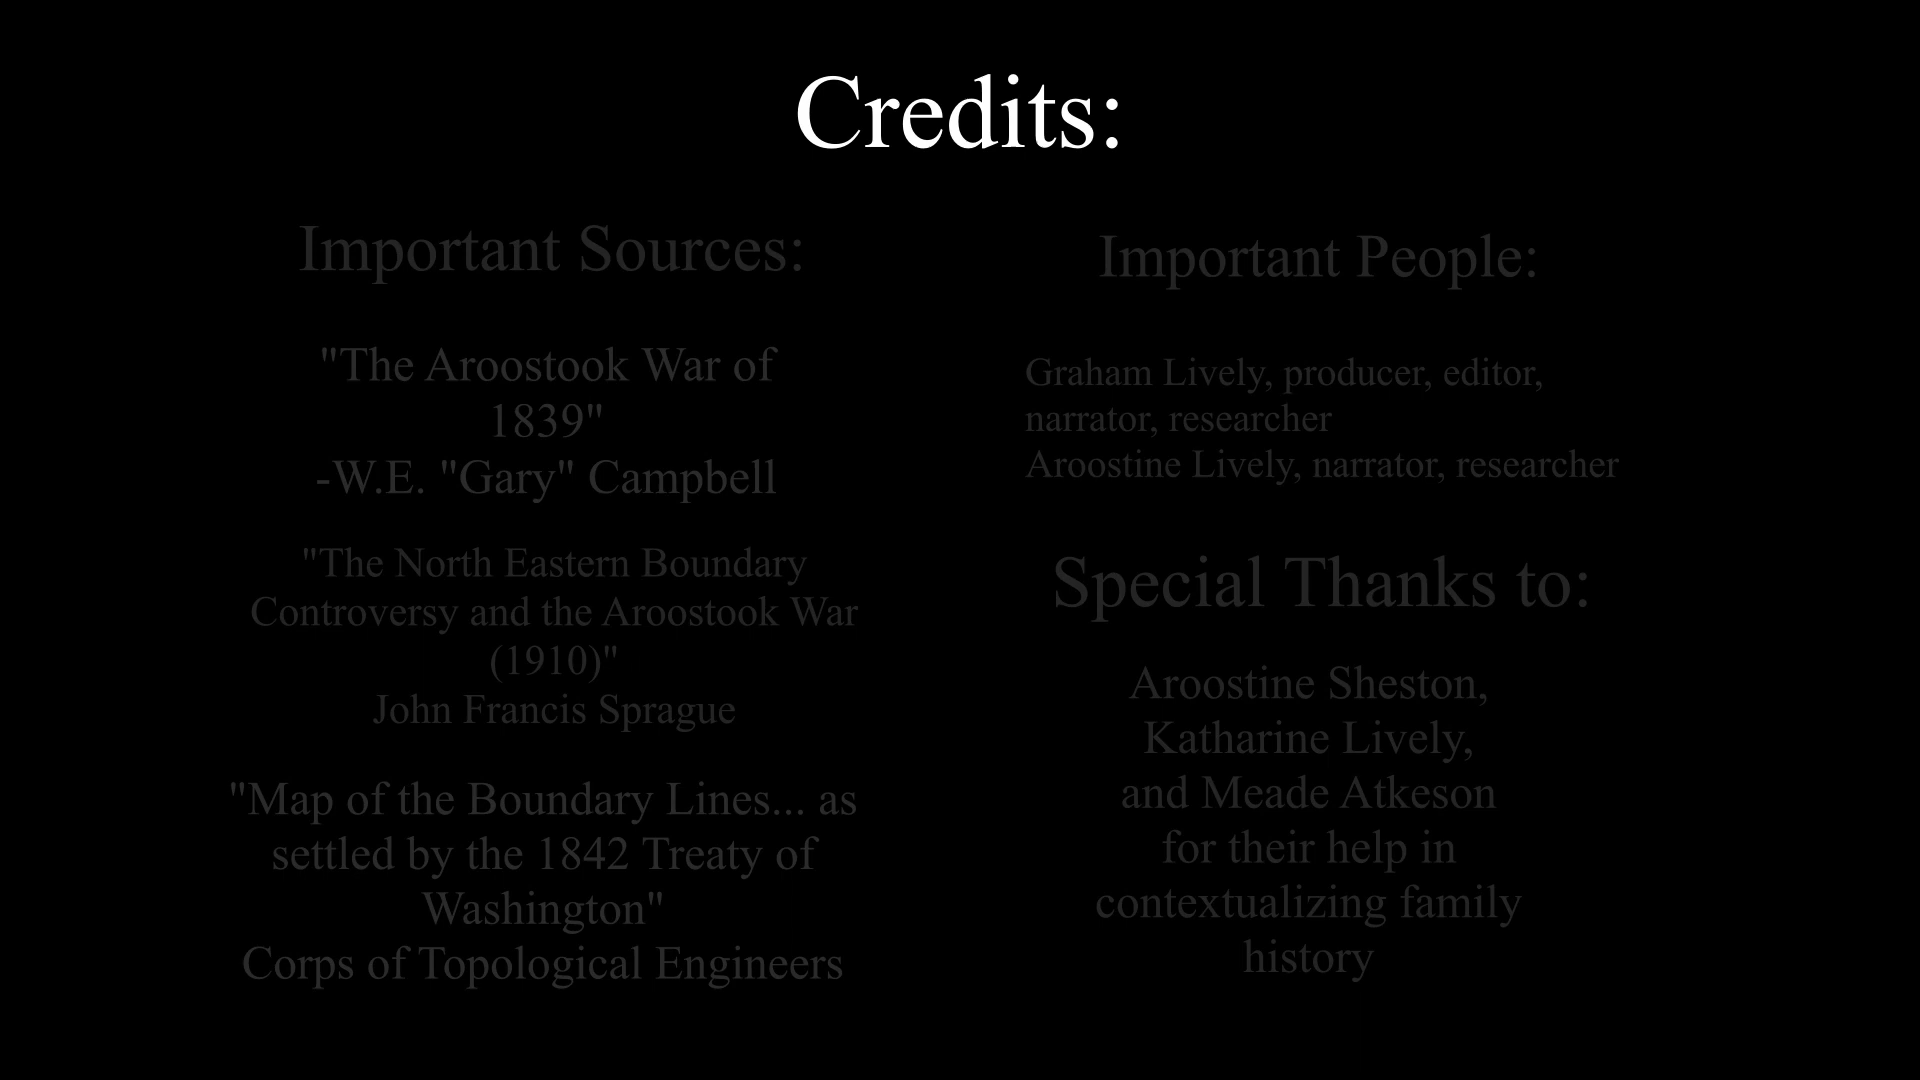 Credits:
Important Sources:
"The Aroostook War of
1839"
-W.E. "Gary" Campbell
"The North Eastern Boundary
Controversy and the Aroostook War
(1910)"
John Francis Sprague
"Map of the Boundary Lines... as
settled by the 1842 Treaty of
Washington"
Corps of Topological Engineers
Important People:
Graham Lively, producer, editor,
narrator, researcher
Aroostine Lively, narrator, researcher
Special Thanks to:
Aroostine Sheston,
Katharine Lively,
and Meade Atkeson
for their help in
contextualizing family
history